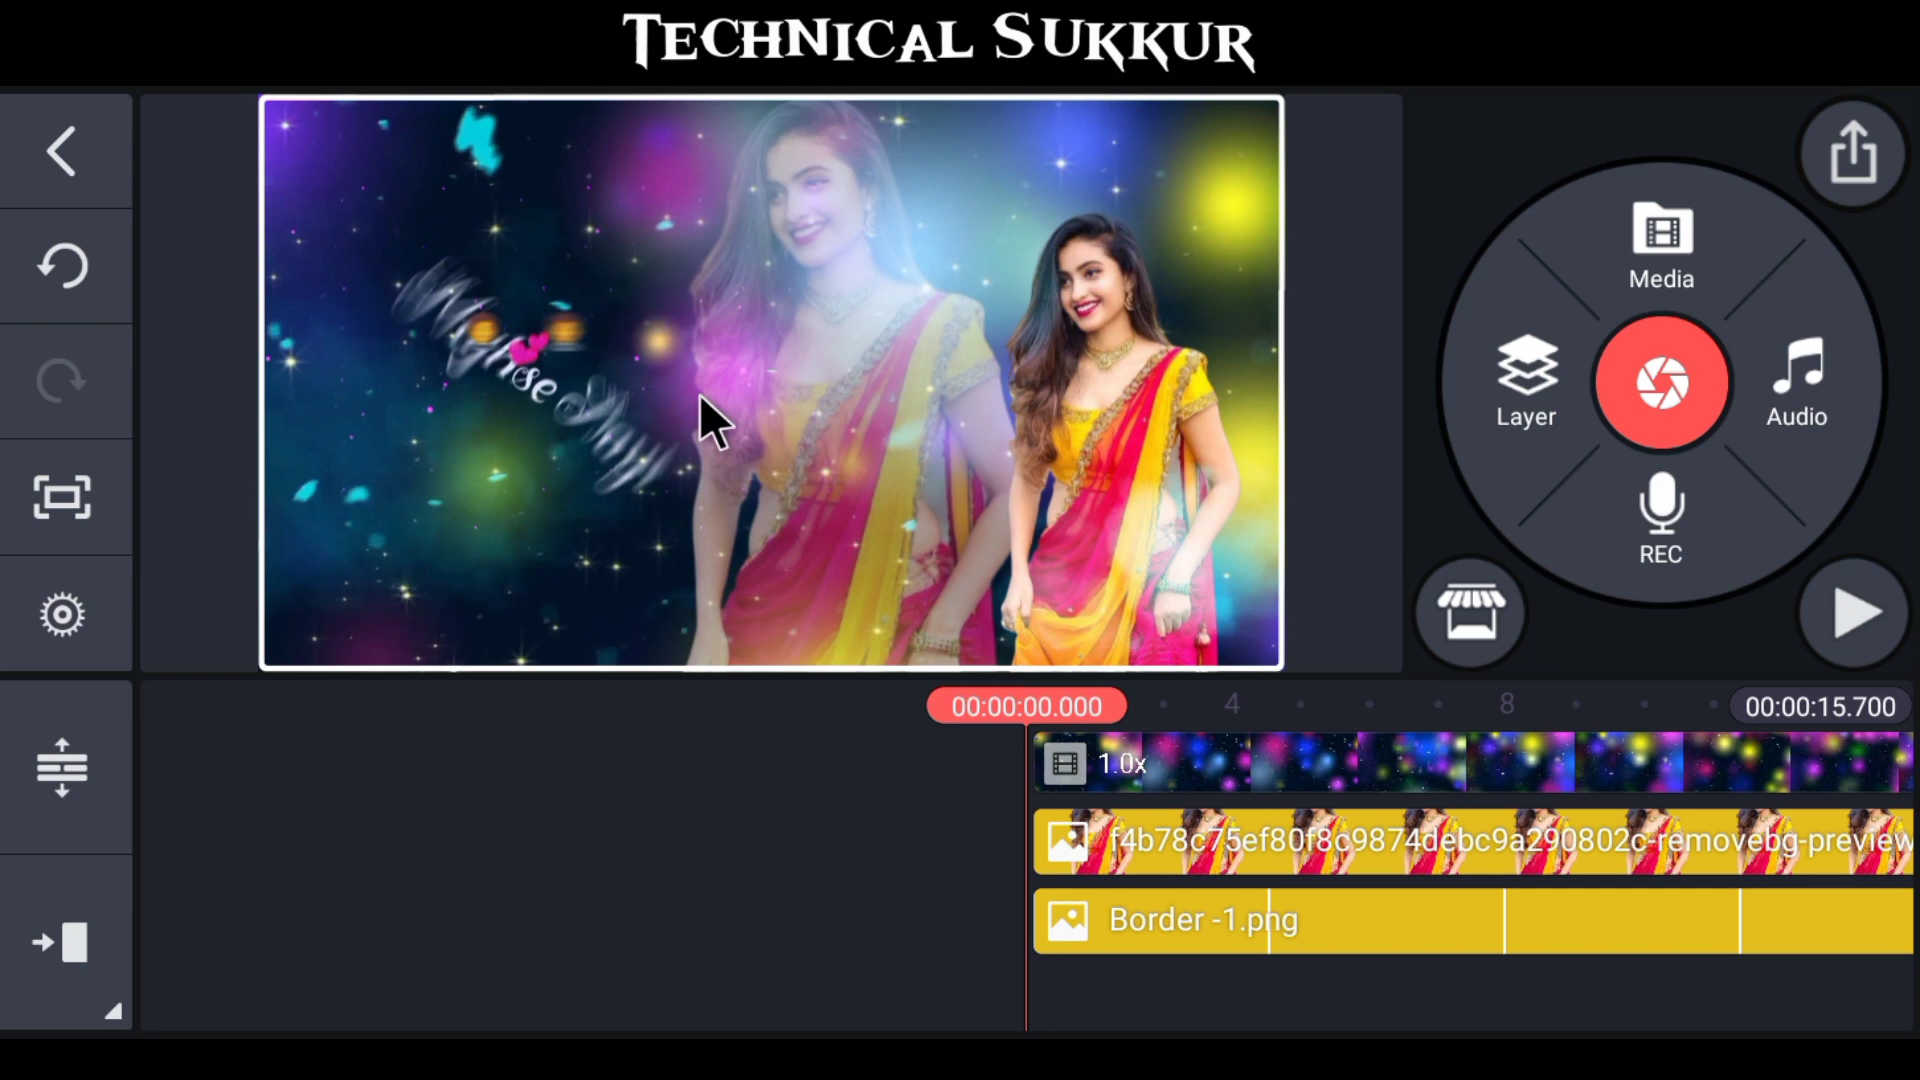 TECHNICAL SUKKUR
Media
Layer
Audio
REC
00:00:00.000
4
8
00:00:15.700
1.0x
f4b78c75ef80f8c9874debc9a290802c-removebg-preview
Border -1.png